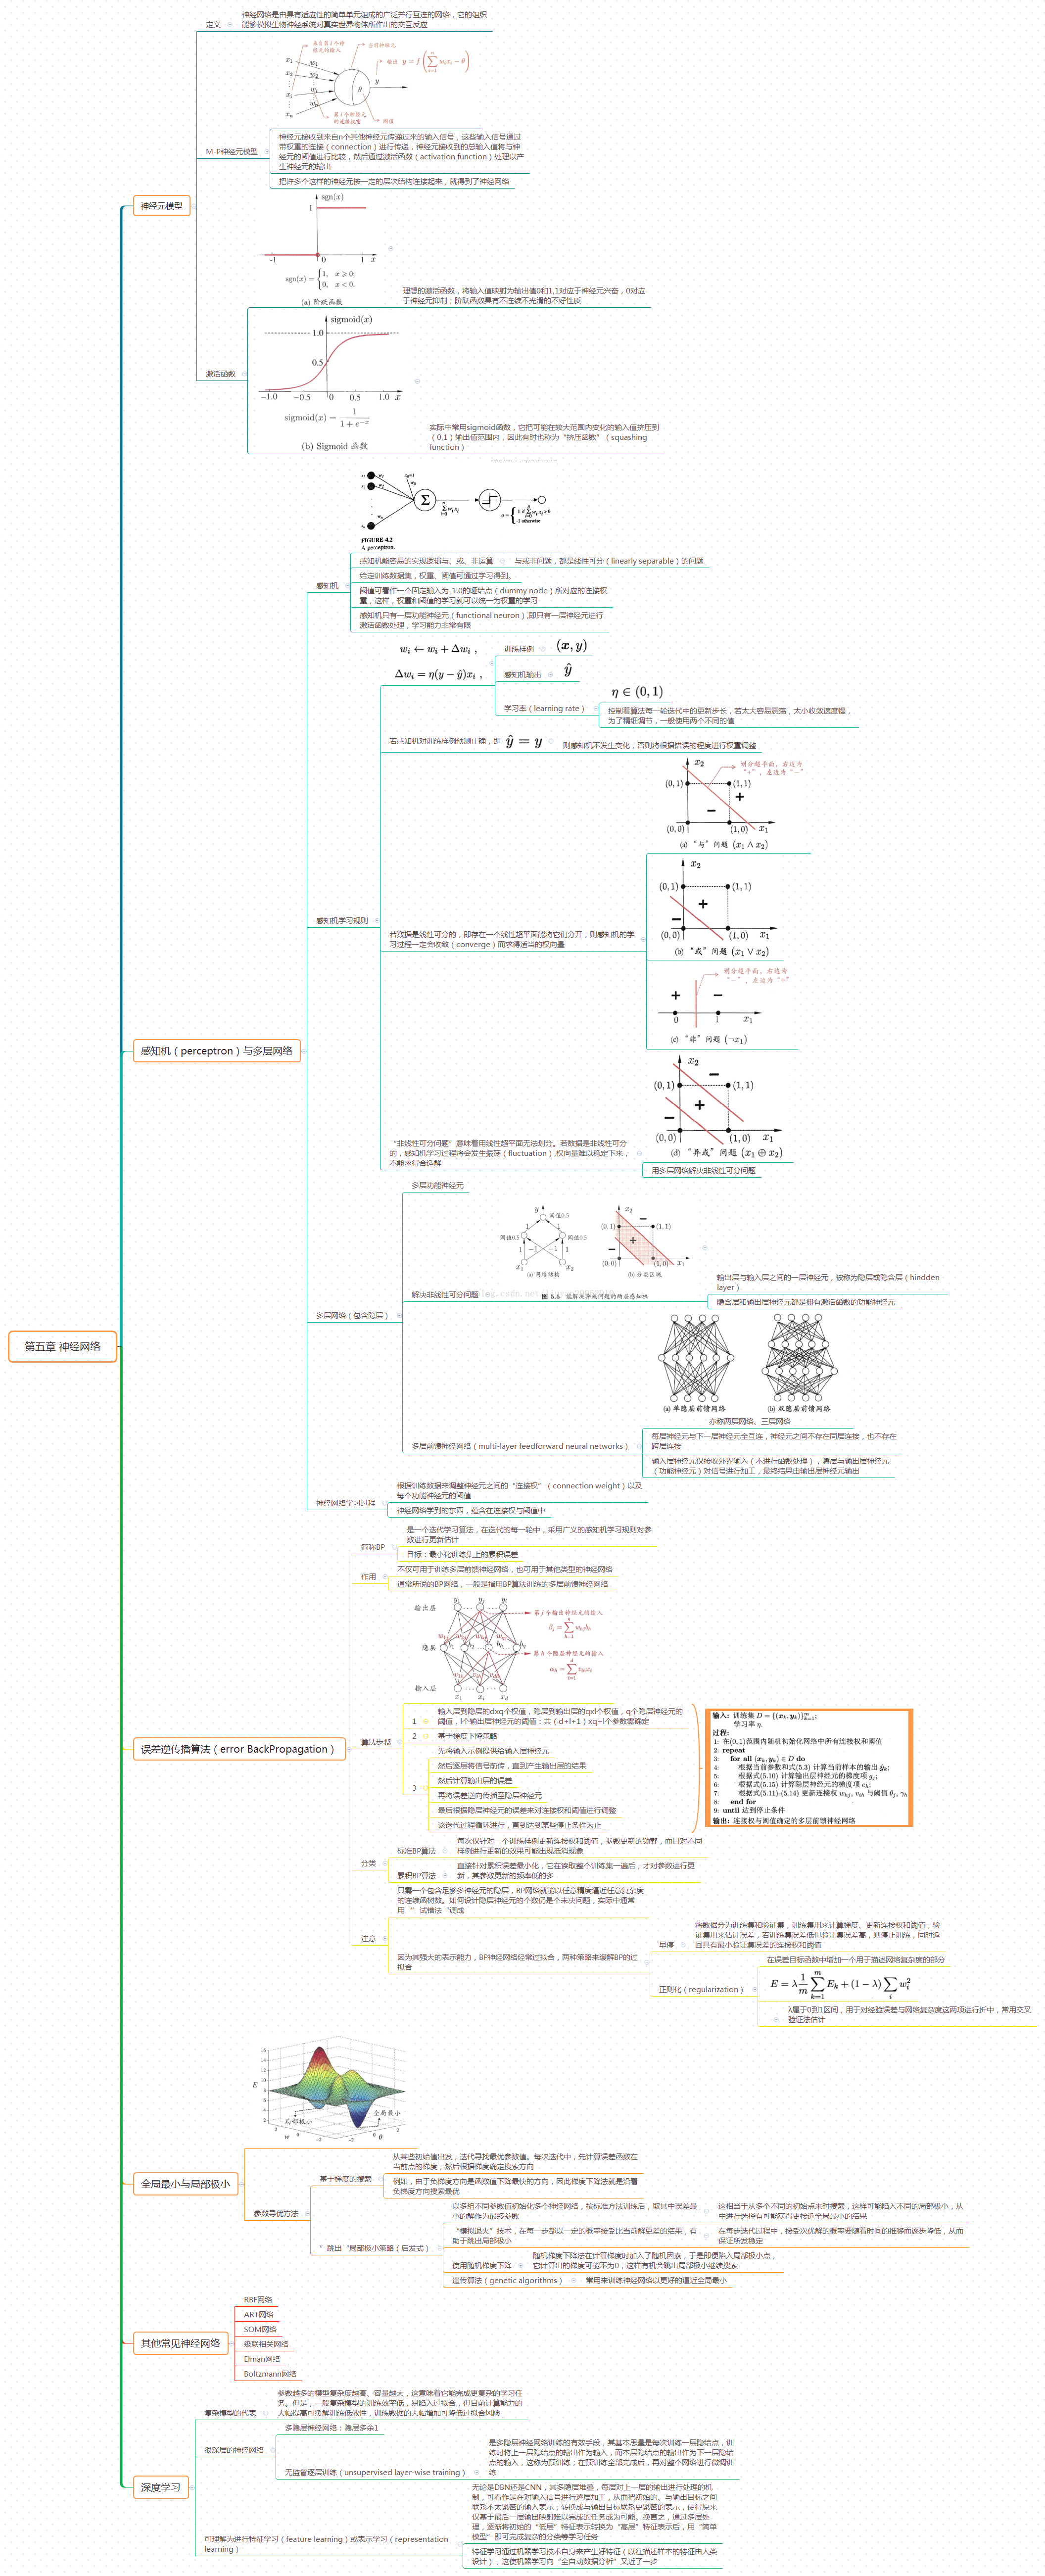 第五章 神经网络
神经元模型
定义
神经网络是由具有适应性的简单单元组成的广泛并行互连的网络，它的组织
能够模拟生物神经系统对真实世界物体所作出的交互反应
M-P神经元模型
来自第 i 个神
经元的输入
当前神经元
输出 y = f
阈值
第 i 个神经元
的连接权重
神经元接收到来自n个其他神经元传递过来的输入信号，这些输入信号通过
带权重的连接（connection）进行传递，神经元接收到的总输入值将与神
经元的阈值进行比较，然后通过激活函数（activation function）处理以产
生神经元的输出
把许多个这样的神经元按一定的层次结构连接起来，就得到了神经网络
激活函数
sgn(x)
sgn(x) = {1, x ⩾ 0; 0, x < 0.
(a) 阶跃函数
理想的激活函数，将输入值映射为输出值0和1,1对应于神经元兴奋，0对应
于神经元抑制；阶跃函数具有不连续不光滑的不好性质
sigmoid(x)
sigmoid(x) = 1 / (1 + e^{-x})
(b) Sigmoid 函数
实际中常用sigmoid函数，它把可能在较大范围内变化的输入值挤压到
（0,1）输出值范围内，因此有时也称为“挤压函数”（squashing
function）
感知机（perceptron）与多层网络
感知机
FIGURE 4.2
A perceptron.
感知机能容易的实现逻辑与、或、非运算
与或非问题，都是线性可分（linearly separable）的问题
给定训练数据集，权重、阈值可通过学习得到。
阈值可看作一个固定输入为-1.0的哑结点（dummy node）所对应的连接权
重，这样，权重和阈值的学习就可以统一为权重的学习
感知机只有一层功能神经元（functional neuron）,即只有一层神经元进行
激活函数处理，学习能力非常有限
感知机学习规则
w_i ← w_i + Δw_i ,
Δw_i = η(y − ŷ)x_i ,
训练样例
(x, y)
感知机输出
ŷ
学习率（learning rate）
η ∈ (0, 1)
控制着算法每一轮迭代中的更新步长，若太大容易震荡，太小收敛速度慢，
为了精细调节，一般使用两个不同的值
若感知机对训练样例预测正确，即 ŷ = y
则感知机不发生变化，否则将根据错误的程度进行权重调整
若数据是线性可分的，即存在一个线性超平面能将它们分开，则感知机的学
习过程一定会收敛（converge）而求得适当的权向量
划分超平面，右边为
“+”，左边为“−”
(a) “与”问题 (x1 ∧ x2)
(b) “或”问题 (x1 ∨ x2)
划分超平面，右边为
“−”，左边为“+”
(c) “非”问题 (¬x1)
“非线性可分问题”意味着用线性超平面无法划分。若数据是非线性可分
的，感知机学习过程将会发生振荡（fluctuation）,权向量难以稳定下来，
不能求得合适解
(d) “异或”问题 (x1 ⊕ x2)
用多层网络解决非线性可分问题
多层网络（包含隐层）
多层功能神经元
解决非线性可分问题
阈值0.5
阈值0.5
阈值0.5
(a) 网络结构
(b) 分类区域
图 5.5 能解决异或问题的两层感知机
输出层与输入层之间的一层神经元，被称为隐层或隐含层（hindden
layer）
隐含层和输出层神经元都是拥有激活函数的功能神经元
多层前馈神经网络（multi-layer feedforward neural networks）
(a) 单隐层前馈网络
(b) 双隐层前馈网络
亦称两层网络、三层网络
每层神经元与下一层神经元全互连，神经元之间不存在同层连接，也不存在
跨层连接
输入层神经元仅接收外界输入（不进行函数处理），隐层与输出层神经元
（功能神经元）对信号进行加工，最终结果由输出层神经元输出
神经网络学习过程
根据训练数据来调整神经元之间的“连接权”（connection weight）以及
每个功能神经元的阈值
神经网络学到的东西，蕴含在连接权与阈值中
误差逆传播算法（error BackPropagation）
简称BP
是一个迭代学习算法，在迭代的每一轮中，采用广义的感知机学习规则对参
数进行更新估计
目标：最小化训练集上的累积误差
作用
不仅可用于训练多层前馈神经网络，也可用于其他类型的神经网络
通常所说的BP网络，一般是指用BP算法训练的多层前馈神经网络
算法步骤
输出层
隐层
输入层
第 j 个输出神经元的输入
第 h 个隐层神经元的输入
1
输入层到隐层的dxq个权值，隐层到输出层的qxl个权值，q个隐层神经元的
阈值，l个输出层神经元的阈值：共（d+l+1）xq+l个参数需确定
2
基于梯度下降策略
3
先将输入示例提供给输入层神经元
然后逐层将信号前传，直到产生输出层的结果
然后计算输出层的误差
再将误差逆向传播至隐层神经元
最后根据隐层神经元的误差来对连接权和阈值进行调整
该迭代过程循环进行，直到达到某些停止条件为止
输入: 训练集 D = {(x_k, y_k)}_{k=1}^m;
学习率 η.
过程:
1: 在(0,1)范围内随机初始化网络中所有连接权和阈值
2: repeat
3: for all (x_k, y_k) ∈ D do
4: 根据当前参数和式(5.3) 计算当前样本的输出 ŷ_k;
5: 根据式(5.10) 计算输出层神经元的梯度项 g_j;
6: 根据式(5.15) 计算隐层神经元的梯度项 e_h;
7: 根据式(5.11)-(5.14) 更新连接权 w_hj, v_ih 与阈值 θ_j, γ_h
8: end for
9: until 达到停止条件
输出: 连接权与阈值确定的多层前馈神经网络
分类
标准BP算法
每次仅针对一个训练样例更新连接权和阈值，参数更新的频繁，而且对不同
样例进行更新的效果可能出现抵消现象
累积BP算法
直接针对累积误差最小化，它在读取整个训练集一遍后，才对参数进行更
新，其参数更新的频率低的多
注意
只需一个包含足够多神经元的隐层，BP网络就能以任意精度逼近任意复杂度
的连续函树数。如何设计隐层神经元的个数仍是个未决问题，实际中通常
用 ” 试错法“调成
因为其强大的表示能力，BP神经网络经常过拟合，两种策略来缓解BP的过
拟合
早停
将数据分为训练集和验证集，训练集用来计算梯度、更新连接权和阈值，验
证集用来估计误差，若训练集误差低但验证集误差高，则停止训练，同时返
回具有最小验证集误差的连接权和阈值
正则化（regularization）
在误差目标函数中增加一个用于描述网络复杂度的部分
E = λ 1/m ∑_{k=1}^m E_k + (1 − λ) ∑_i w_i^2
λ属于0到1区间，用于对经验误差与网络复杂度这两项进行折中，常用交叉
验证法估计
全局最小与局部极小
局部极小
全局最小
参数寻优方法
基于梯度的搜索
从某些初始值出发，迭代寻找最优参数值。每次迭代中，先计算误差函数在
当前点的梯度，然后根据梯度确定搜索方向
例如，由于负梯度方向是函数值下降最快的方向，因此梯度下降法就是沿着
负梯度方向搜索最优
”跳出“局部极小策略（启发式）
以多组不同参数值初始化多个神经网络，按标准方法训练后，取其中误差最
小的解作为最终参数
这相当于从多个不同的初始点来时搜索，这样可能陷入不同的局部极小，从
中进行选择有可能获得更接近全局最小的结果
“模拟退火”技术，在每一步都以一定的概率接受比当前解更差的结果，有
助于跳出局部极小
在每步迭代过程中，接受次优解的概率要随着时间的推移而逐步降低，从而
保证所发稳定
使用随机梯度下降
随机梯度下降法在计算梯度时加入了随机因素，于是即便陷入局部极小点，
它计算出的梯度可能不为0，这样有机会跳出局部极小继续搜索
遗传算法（genetic algorithms）
常用来训练神经网络以更好的逼近全局最小
其他常见神经网络
RBF网络
ART网络
SOM网络
级联相关网络
Elman网络
Boltzmann网络
深度学习
复杂模型的代表
参数越多的模型复杂度越高、容量越大，这意味着它能完成更复杂的学习任
务。但是，一般复杂模型的训练效率低，易陷入过拟合，但目前计算能力的
大幅提高可缓解训练低效性，训练数据的大幅增加可降低过拟合风险
很深层的神经网络
多隐层神经网络：隐层多余1
无监督逐层训练（unsupervised layer-wise training）
是多隐层神经网络训练的有效手段，其基本思量是每次训练一层隐结点，训
练时将上一层隐结点的输出作为输入，而本层隐结点的输出作为下一层隐结
点的输入，这称为预训练；在预训练全部完成后，再对整个网络进行微调训
练
可理解为进行特征学习（feature learning）或表示学习（representation
learning）
无论是DBN还是CNN，其多隐层堆叠，每层对上一层的输出进行处理的机
制，可看作是在对输入信号进行逐层加工，从而把初始的、与输出目标之间
联系不太紧密的输入表示；转换成与输出目标联系更紧密的表示，使得原来
仅基于最后一层输出映射难以完成的任务成为可能。换言之，通过多层处
理，逐渐将初始的“低层”特征表示转换为“高层”特征表示后，用“简单
模型”即可完成复杂的分类等学习任务
特征学习通过机器学习技术自身来产生好特征（以往描述样本的特征由人类
设计），这使机器学习向“全自动数据分析”又近了一步